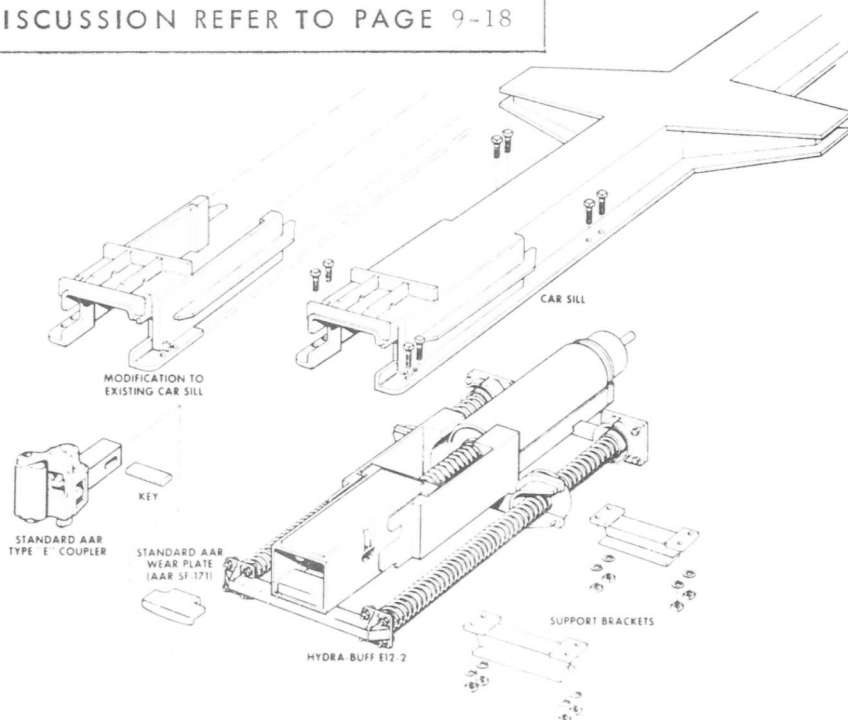 ISCUSSION REFER TO PAGE 9-18
CAR SILL
MODIFICATION TO
EXISTING CAR SILL
KEY
STANDARD AAR
TYPE "E" COUPLER
STANDARD AAR
WEAR PLATE
(AAR SF-171)
SUPPORT BRACKETS
HYDRA-BUFF E12-2